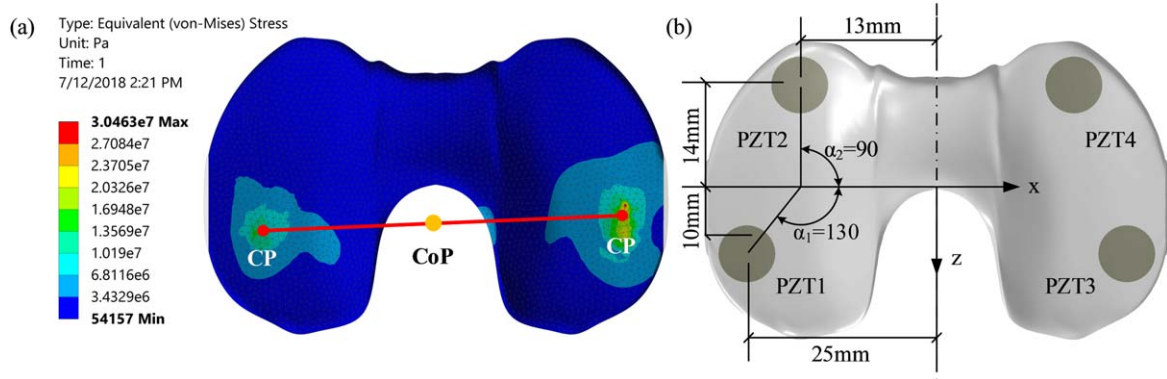 (a)
Type: Equivalent (von-Mises) Stress
Unit: Pa
Time: 1
7/12/2018 2:21 PM
3.0463e7 Max
2.7084e7
2.3705e7
2.0326e7
1.6948e7
1.3569e7
1.019e7
6.8116e6
3.4329e6
54157 Min
CP
CoP
CP
(b)
13mm
14mm
PZT2
PZT4
α₂=90
x
10mm
α₁=130
z
PZT1
PZT3
25mm